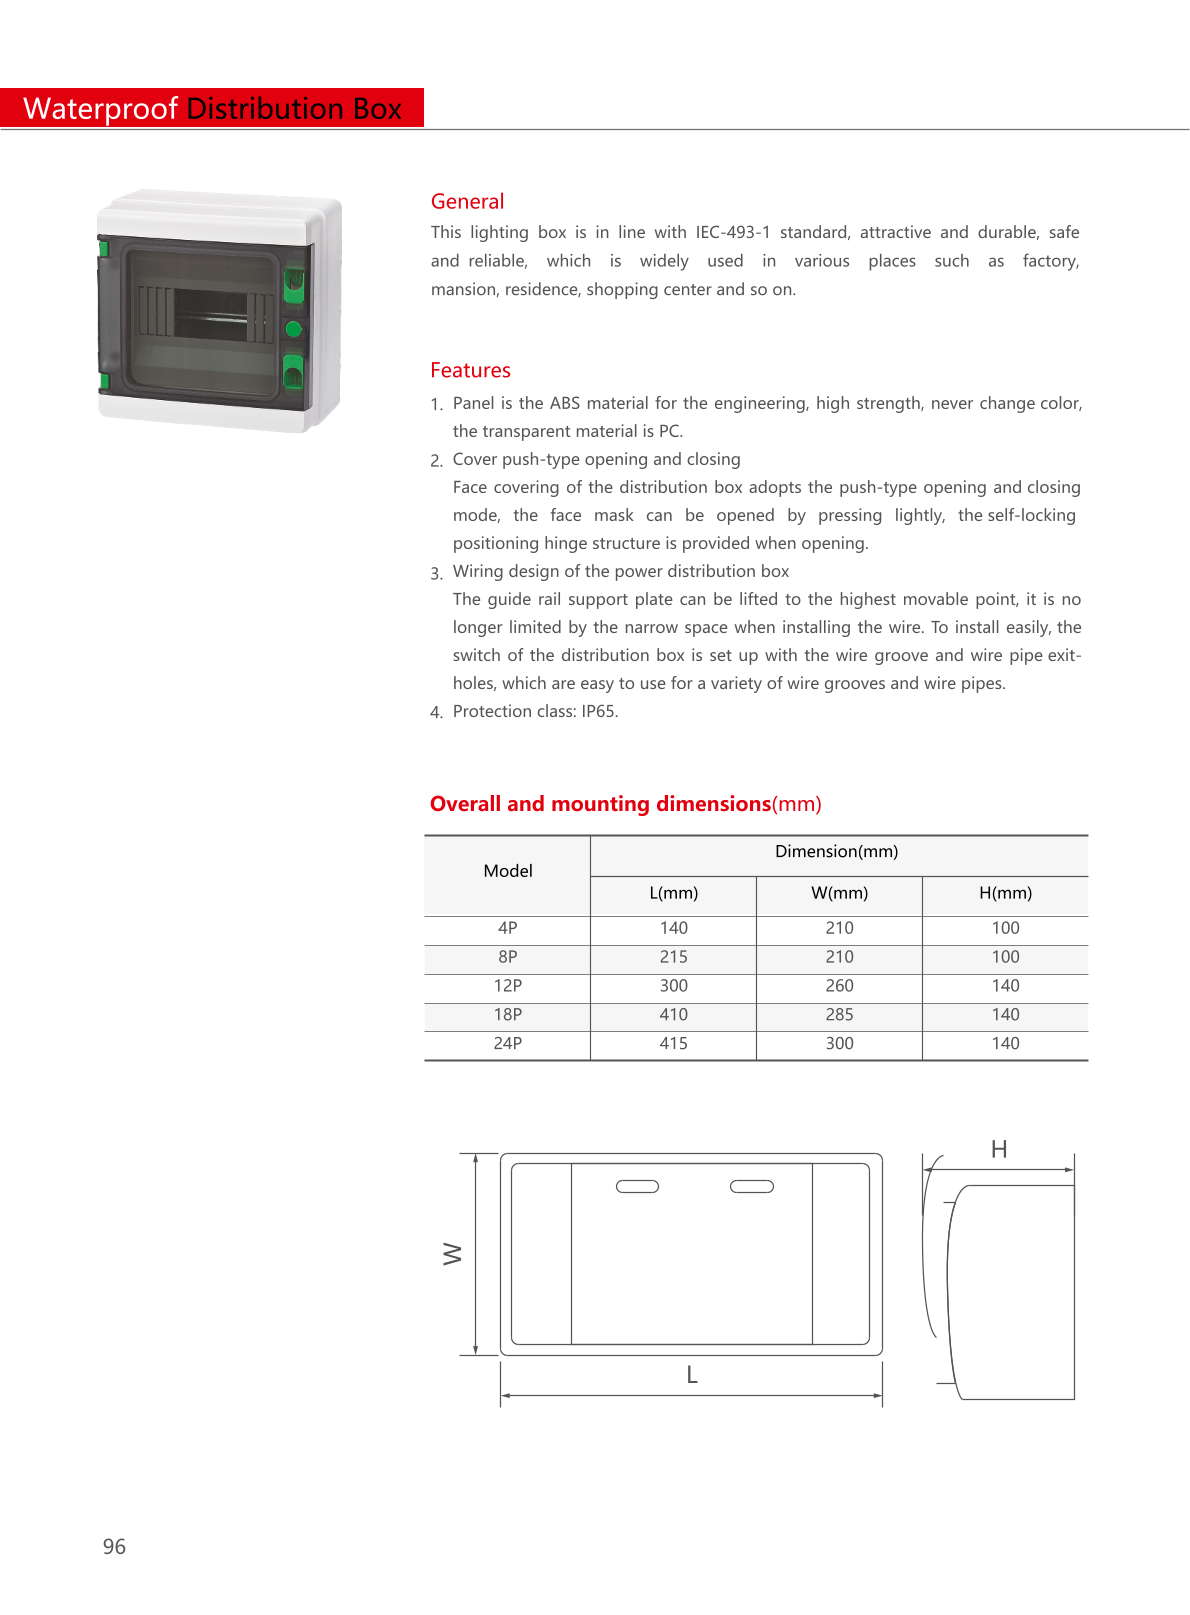 Waterproof Distribution Box
General
This lighting box is in line with IEC-493-1 standard, attractive and durable, safe
and reliable, which is widely used in various places such as factory,
mansion, residence, shopping center and so on.
Features
1. Panel is the ABS material for the engineering, high strength, never change color,
the transparent material is PC.
2. Cover push-type opening and closing
Face covering of the distribution box adopts the push-type opening and closing
mode, the face mask can be opened by pressing lightly, the self-locking
positioning hinge structure is provided when opening.
3. Wiring design of the power distribution box
The guide rail support plate can be lifted to the highest movable point, it is no
longer limited by the narrow space when installing the wire. To install easily, the
switch of the distribution box is set up with the wire groove and wire pipe exit-
holes, which are easy to use for a variety of wire grooves and wire pipes.
4. Protection class: IP65.
Overall and mounting dimensions(mm)
Model Dimension(mm)
L(mm) W(mm) H(mm)
4P 140 210 100
8P 215 210 100
12P 300 260 140
18P 410 285 140
24P 415 300 140
H
W
L
96